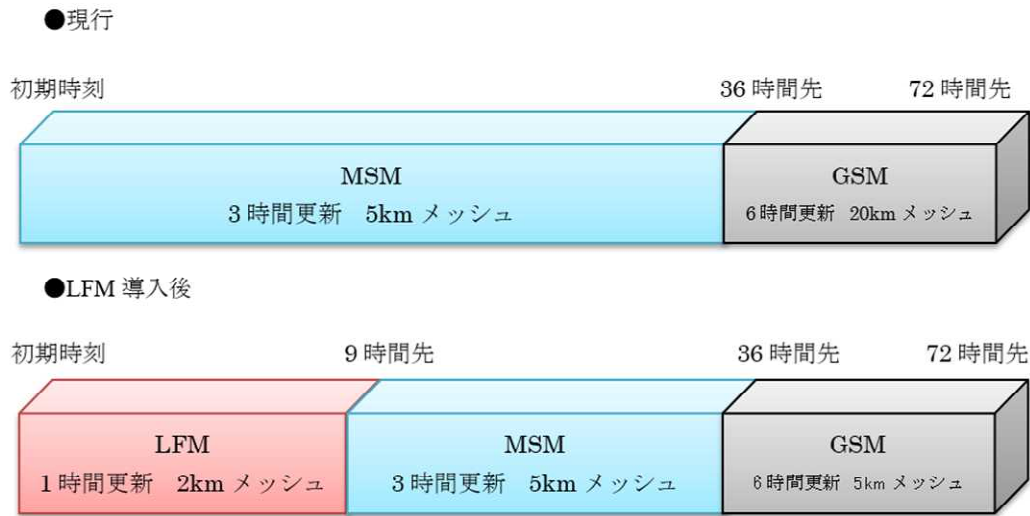 ●現行
初期時刻 36 時間先 72 時間先
MSM GSM
3 時間更新 5km メッシュ 6時間更新 20km メッシュ
●LFM 導入後
初期時刻 9 時間先 36 時間先 72 時間先
LFM MSM GSM
1 時間更新 2km メッシュ 3 時間更新 5km メッシュ 6時間更新 5km メッシュ